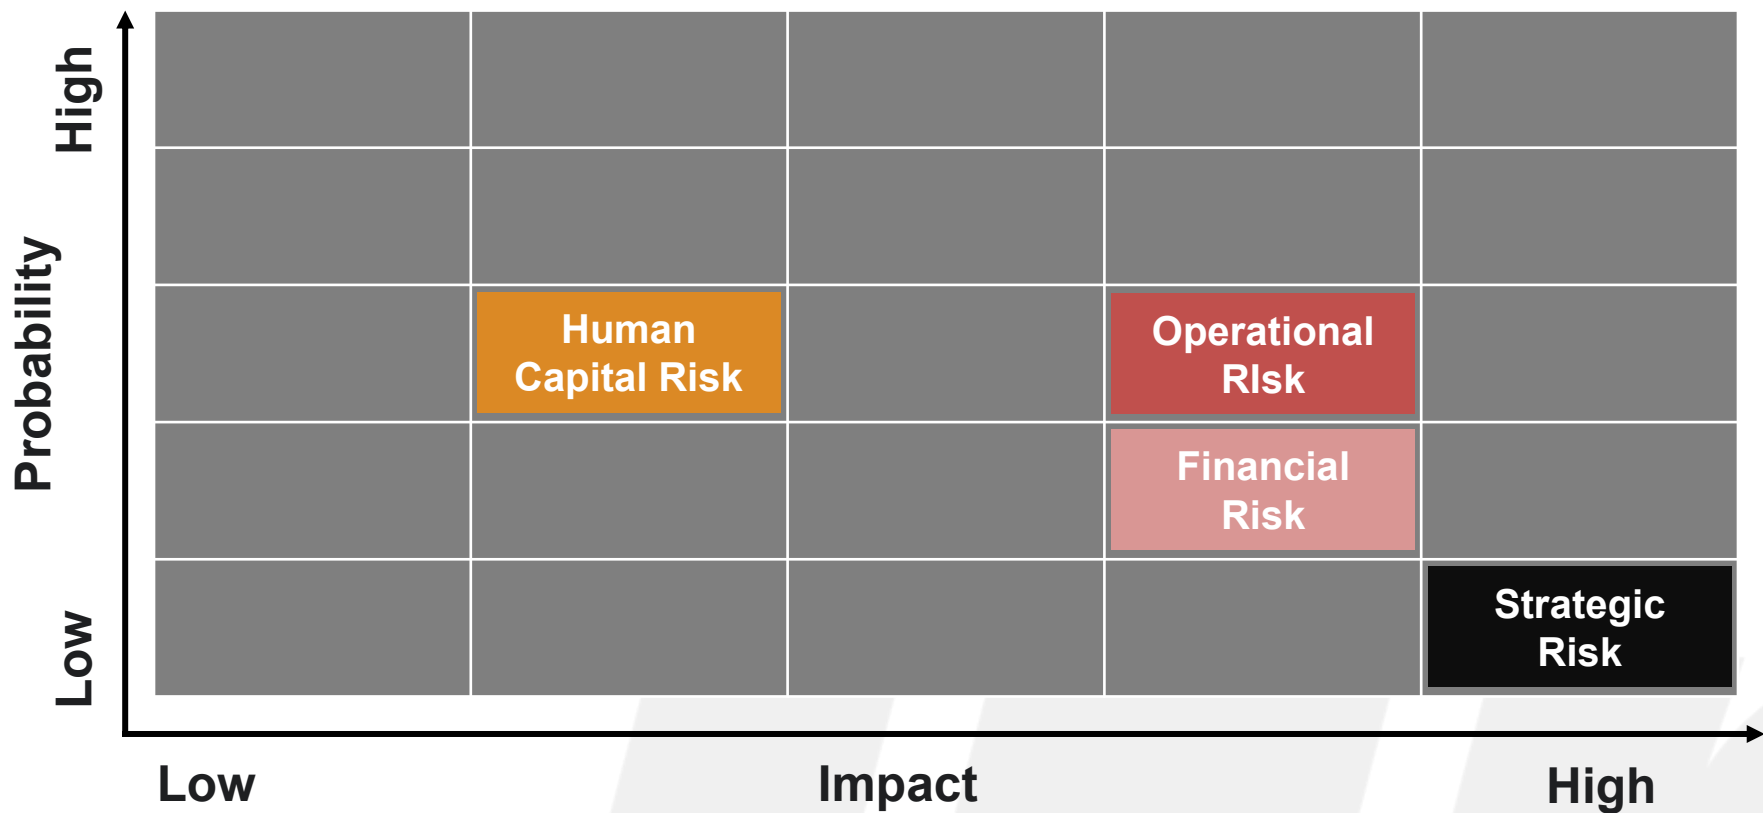 High
Probability
Low
Human
Capital Risk
Operational
RIsk
Financial
Risk
Strategic
Risk
Low
Impact
High